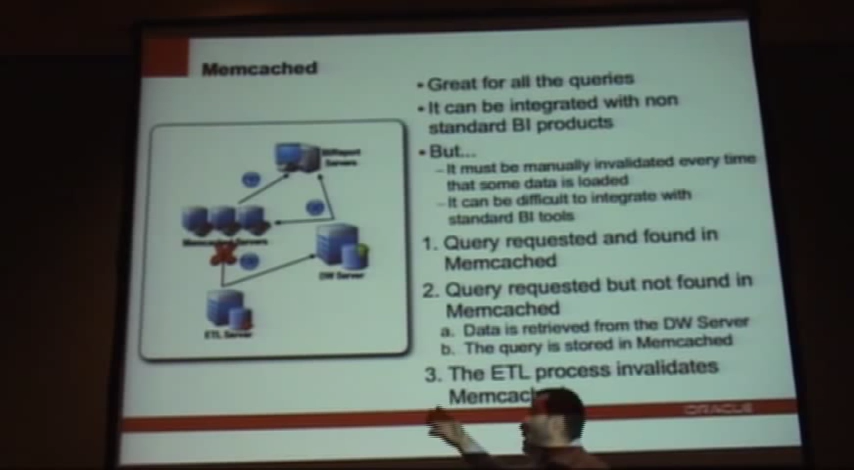 Memcached
• Great for all the queries
• It can be integrated with non
standard BI products
• But...
– It must be manually invalidated every time
that some data is loaded
– It can be difficult to integrate with
standard BI tools
1. Query requested and found in
Memcached
2. Query requested but not found in
Memcached
a. Data is retrieved from the DW Server
b. The query is stored in Memcached
3. The ETL process invalidates
Servers
Memcached Servers
DW Server
ETL Server
ORACLE